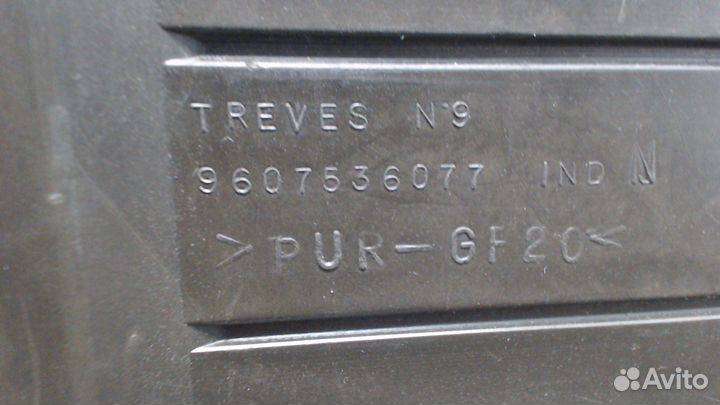 TREVES N°9
9607536077 IND N
>PUR-GF20<
Avito